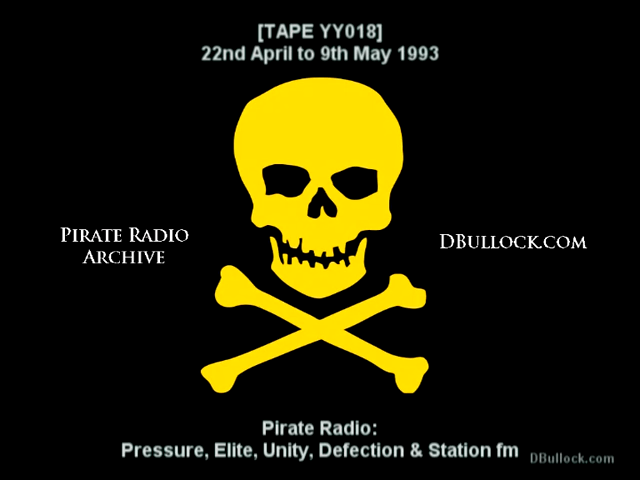 [TAPE YY018]
22nd April to 9th May 1993
Pirate Radio
Archive
DBullock.com
Pirate Radio:
Pressure, Elite, Unity, Defection & Station fm
DBullock.com